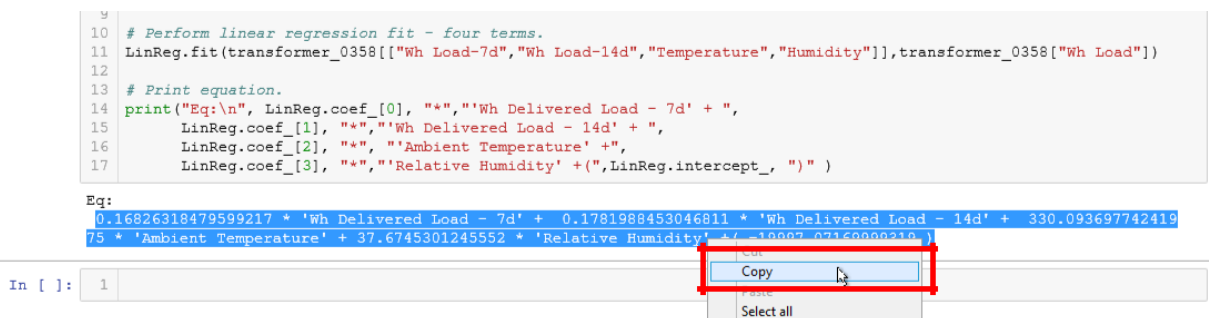 9
10 # Perform linear regression fit - four terms.
11 LinReg.fit(transformer_0358[["Wh Load-7d","Wh Load-14d","Temperature","Humidity"]],transformer_0358["Wh Load"])
12
13 # Print equation.
14 print("Eq:\n", LinReg.coef_[0], "*","'Wh Delivered Load - 7d' + ",
15 LinReg.coef_[1], "*","'Wh Delivered Load - 14d' + ",
16 LinReg.coef_[2], "*", "'Ambient Temperature' +",
17 LinReg.coef_[3], "*","'Relative Humidity' +(",LinReg.intercept_, ")" )
Eq:
0.16826318479599217 * 'Wh Delivered Load - 7d' + 0.1781988453046811 * 'Wh Delivered Load - 14d' + 330.093697742419
75 * 'Ambient Temperature' + 37.6745301245552 * 'Relative Humidity' +( -19997.07169999319 )
Cut
In [ ]: 1
Copy
Paste
Select all